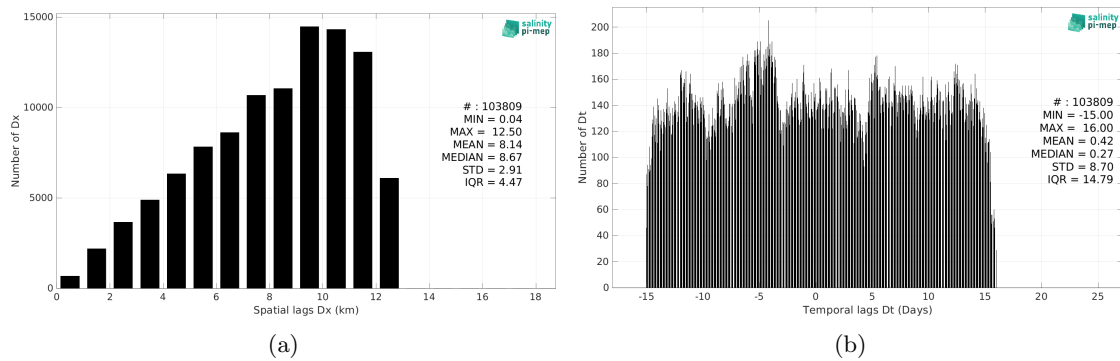 15000
10000
5000
0
Number of Dx
0 2 4 6 8 10 12 14 16 18
Spatial lags Dx (km)
salinity
pi-mep
# : 103809
MIN = 0.04
MAX = 12.50
MEAN = 8.14
MEDIAN = 8.67
STD = 2.91
IQR = 4.47
(a)
200
180
160
140
120
100
80
60
40
20
0
Number of Dt
-15 -10 -5 0 5 10 15 20 25
Temporal lags Dt (Days)
salinity
pi-mep
# : 103809
MIN = -15.00
MAX = 16.00
MEAN = 0.42
MEDIAN = 0.27
STD = 8.70
IQR = 14.79
(b)